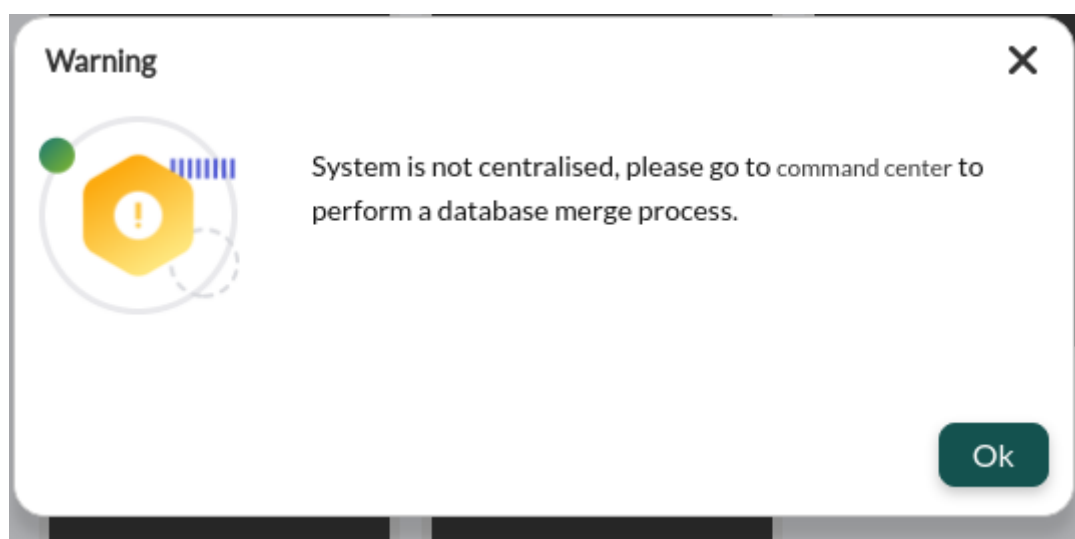 Warning
System is not centralised, please go to command center to
perform a database merge process.
Ok